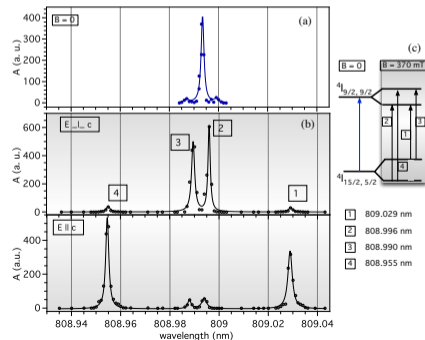 B = 0
(a)
A (a. u.)
400
300
200
100
0
E _|_ c
(b)
2
3
4
1
A (a. u.)
600
400
200
0
E || c
A (a. u.)
400
200
0
808.94
808.96
808.98
809
809.02
809.04
wavelength (nm)
(c)
B = 0
B = 370 mT
⁴I9/2, 9/2
2
3
1
4
⁴I15/2, 5/2
1 809.029 nm
2 808.996 nm
3 808.990 nm
4 808.955 nm